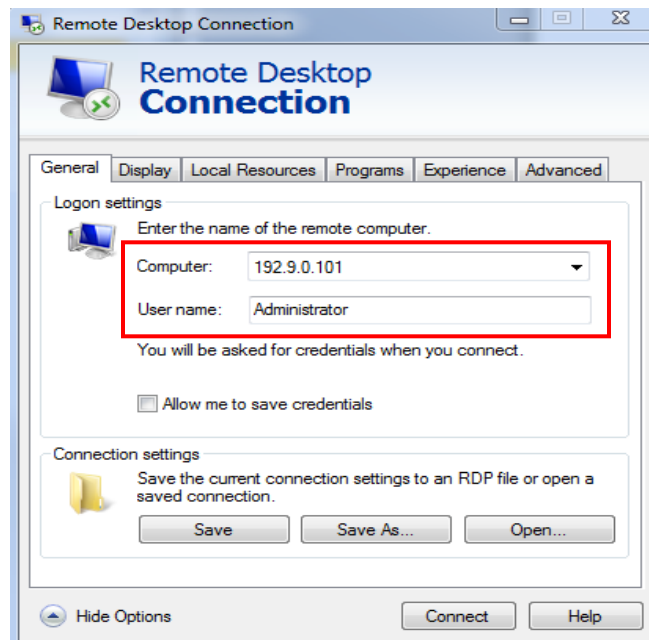 Remote Desktop Connection
Remote Desktop
Connection
General Display Local Resources Programs Experience Advanced
Logon settings
Enter the name of the remote computer.
Computer: 192.9.0.101
User name: Administrator
You will be asked for credentials when you connect.
Allow me to save credentials
Connection settings
Save the current connection settings to an RDP file or open a
saved connection.
Save Save As... Open...
Hide Options Connect Help